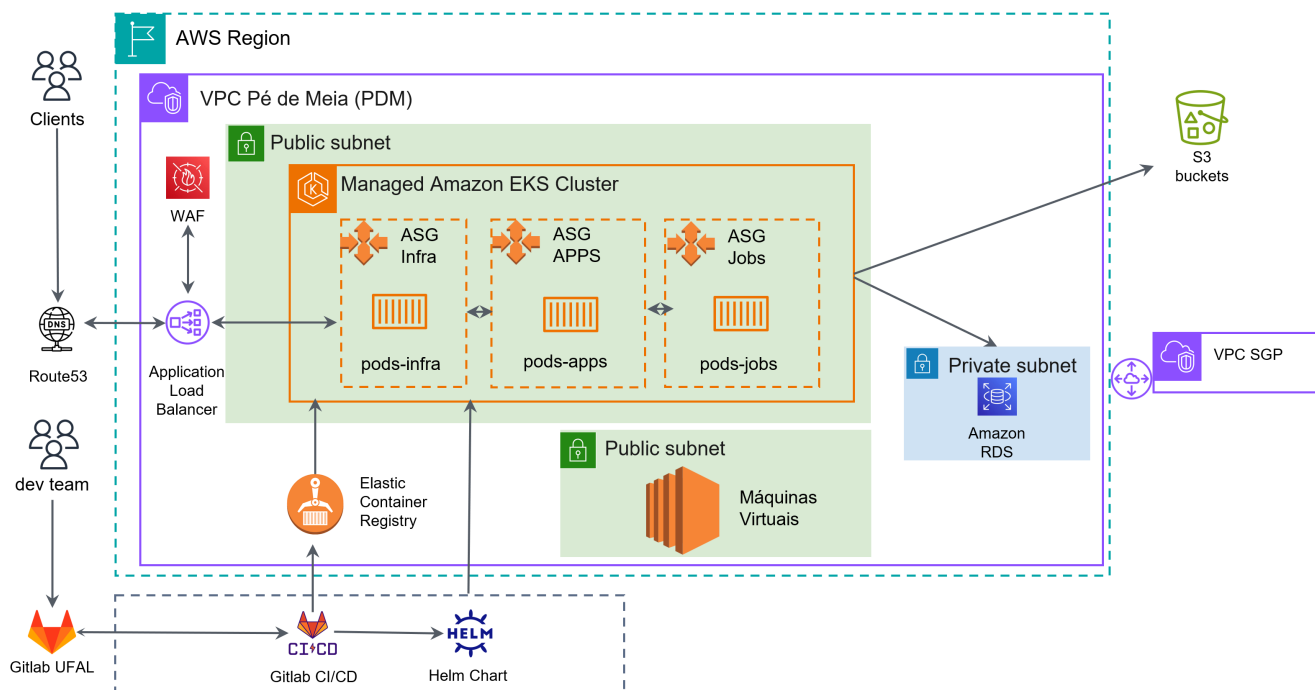 AWS Region
Clients
VPC Pé de Meia (PDM)
Public subnet
S3
buckets
Managed Amazon EKS Cluster
WAF
ASG
Infra
ASG
APPS
ASG
Jobs
DNS
pods-infra
pods-apps
pods-jobs
Route53
Application
Load
Balancer
Private subnet
VPC SGP
Amazon
RDS
dev team
Public subnet
Elastic
Container
Registry
Máquinas
Virtuais
Gitlab UFAL
CI CD
Gitlab CI/CD
HELM
Helm Chart